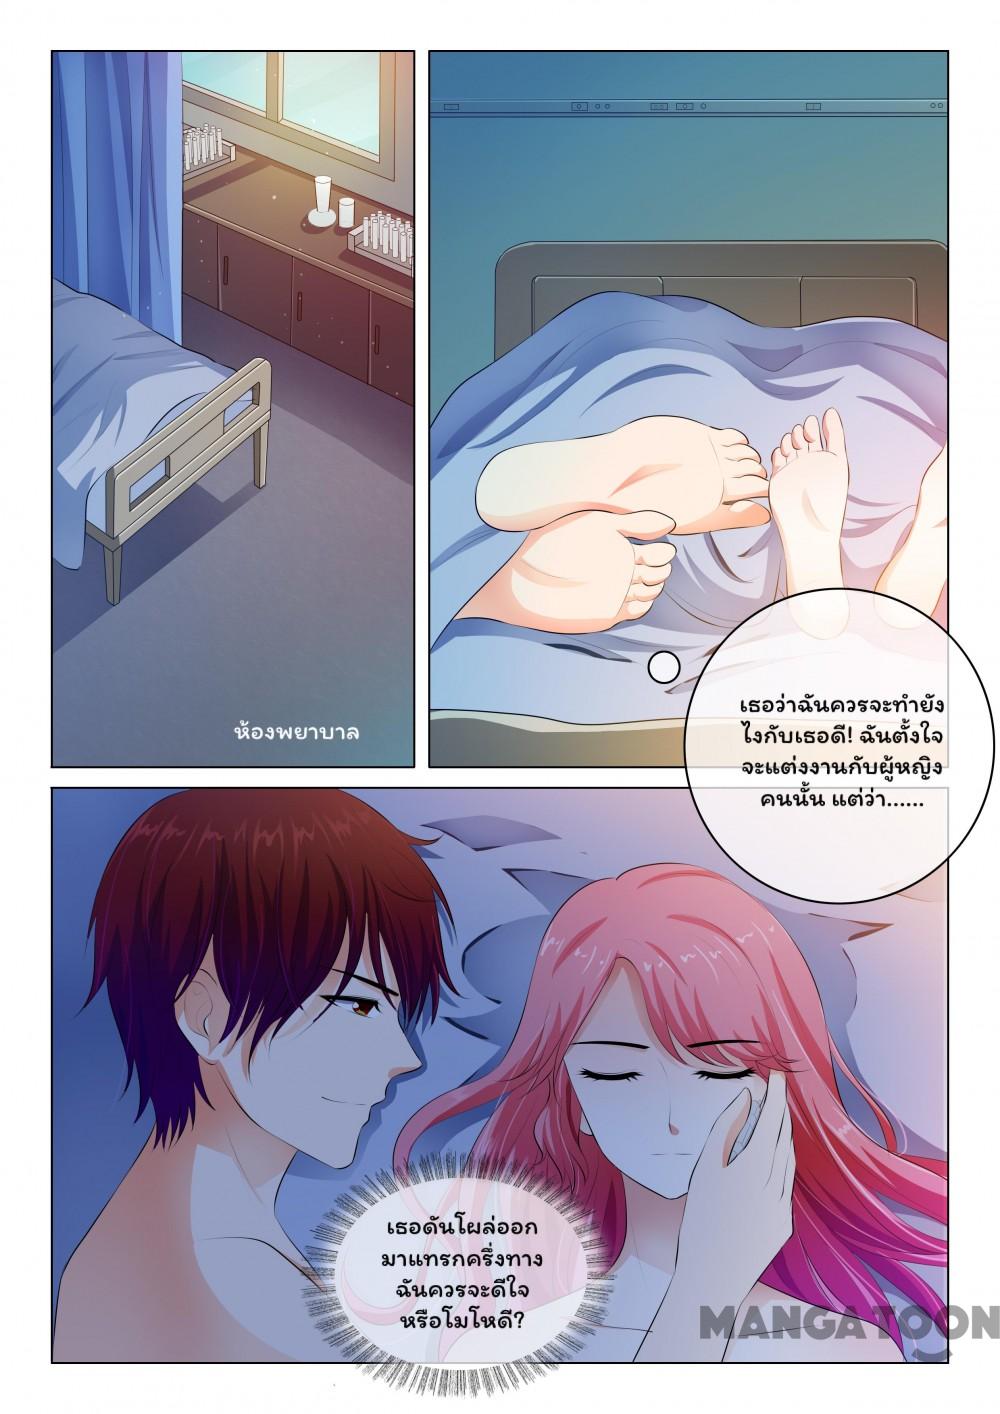 ห้องพยาบาล
เธอว่าฉันควรจะทำยัง
ไงกับเธอดี! ฉันตั้งใจ
จะแต่งงานกับผู้หญิง
คนนั้น แต่ว่า......
เธอดันโผล่ออก
มาแทรกครึ่งทาง
ฉันควรจะดีใจ
หรือโมโหดี?
MANGATOON